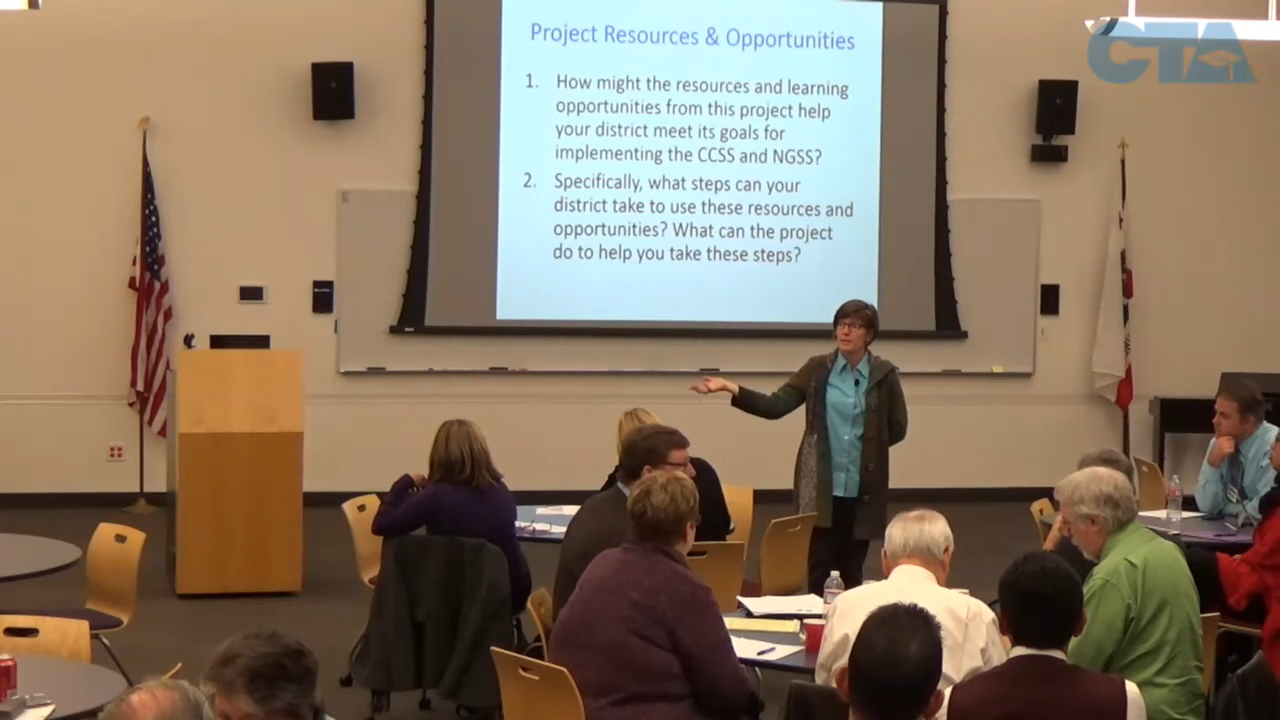 CTA
Project Resources & Opportunities
1. How might the resources and learning
opportunities from this project help
your district meet its goals for
implementing the CCSS and NGSS?
2. Specifically, what steps can your
district take to use these resources and
opportunities? What can the project
do to help you take these steps?